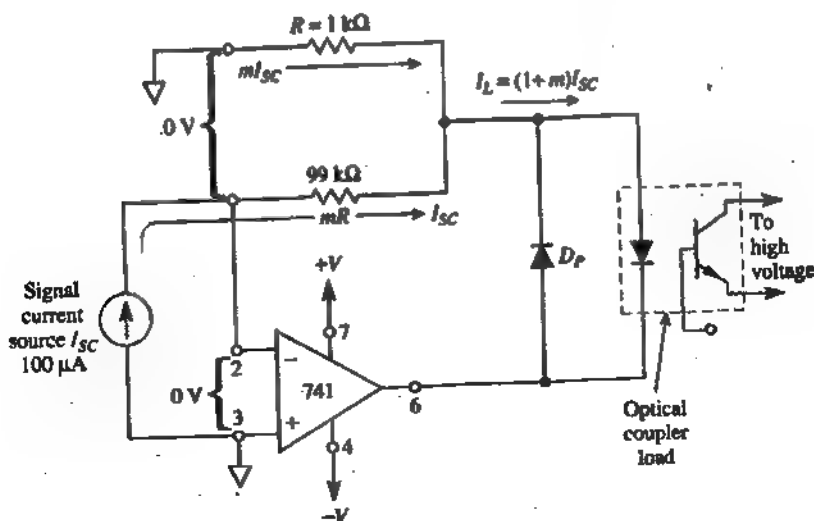 R = 1 kΩ
mI_SC
I_L = (1 + m)I_SC
0 V
99 kΩ
mR
I_SC
+V
D_P
To
high
voltage
Signal
current
source I_SC
100 μA
7
2
−
741
6
0 V
3
+
4
−V
Optical
coupler
load